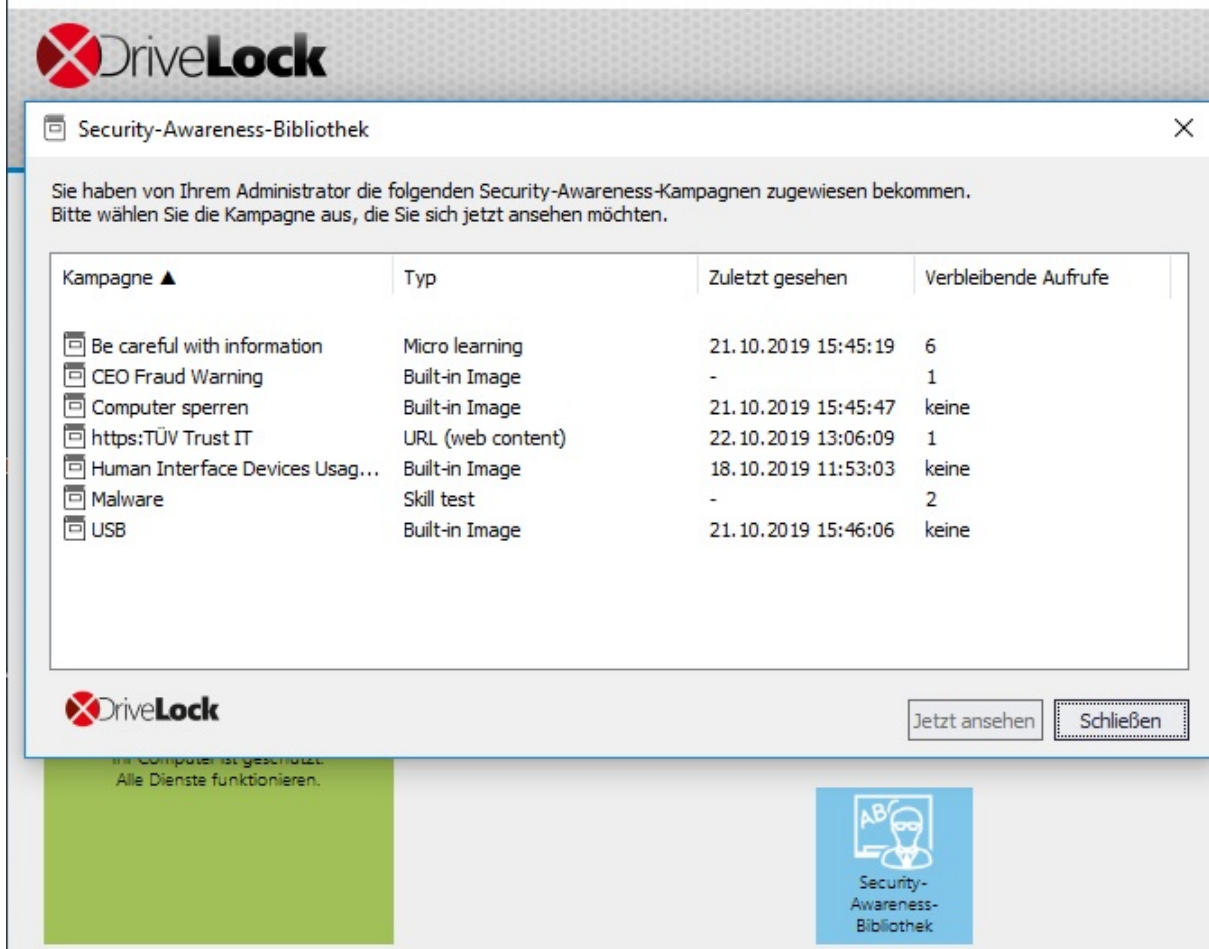 DriveLock
Security-Awareness-Bibliothek
Sie haben von Ihrem Administrator die folgenden Security-Awareness-Kampagnen zugewiesen bekommen.
Bitte wählen Sie die Kampagne aus, die Sie sich jetzt ansehen möchten.
Kampagne ▲ Typ Zuletzt gesehen Verbleibende Aufrufe
Be careful with information Micro learning 21.10.2019 15:45:19 6
CEO Fraud Warning Built-in Image - 1
Computer sperren Built-in Image 21.10.2019 15:45:47 keine
https:TÜV Trust IT URL (web content) 22.10.2019 13:06:09 1
Human Interface Devices Usag... Built-in Image 18.10.2019 11:53:03 keine
Malware Skill test - 2
USB Built-in Image 21.10.2019 15:46:06 keine
DriveLock
Jetzt ansehen Schließen
Ihr Computer ist geschützt.
Alle Dienste funktionieren.
ABC
Security-
Awareness-
Bibliothek